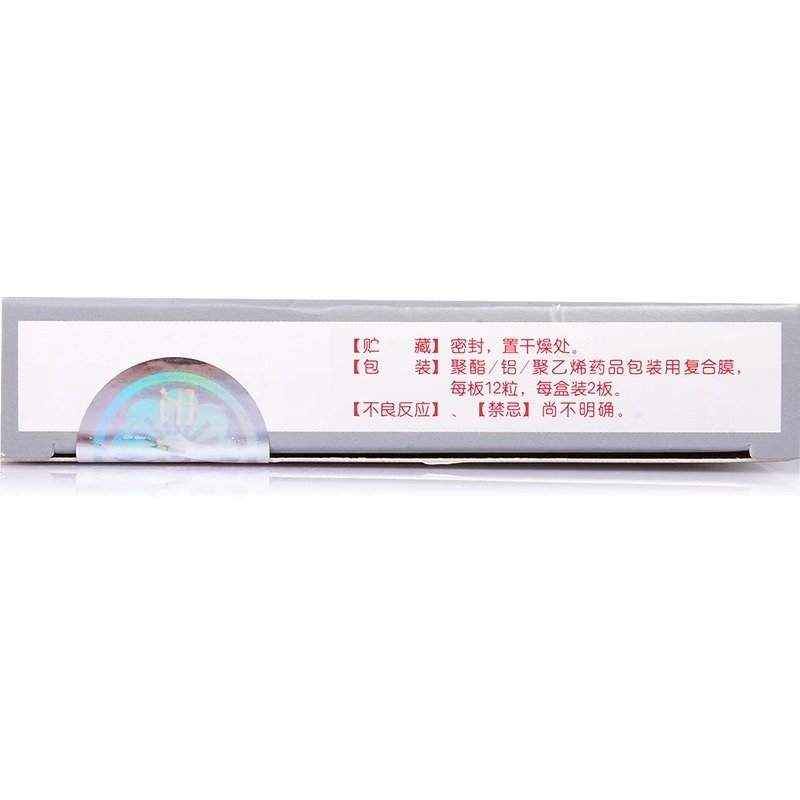 【贮　藏】密封，置干燥处。
【包　装】聚酯/铝/聚乙烯药品包装用复合膜，
每板12粒，每盒装2板。
【不良反应】、【禁忌】尚不明确。